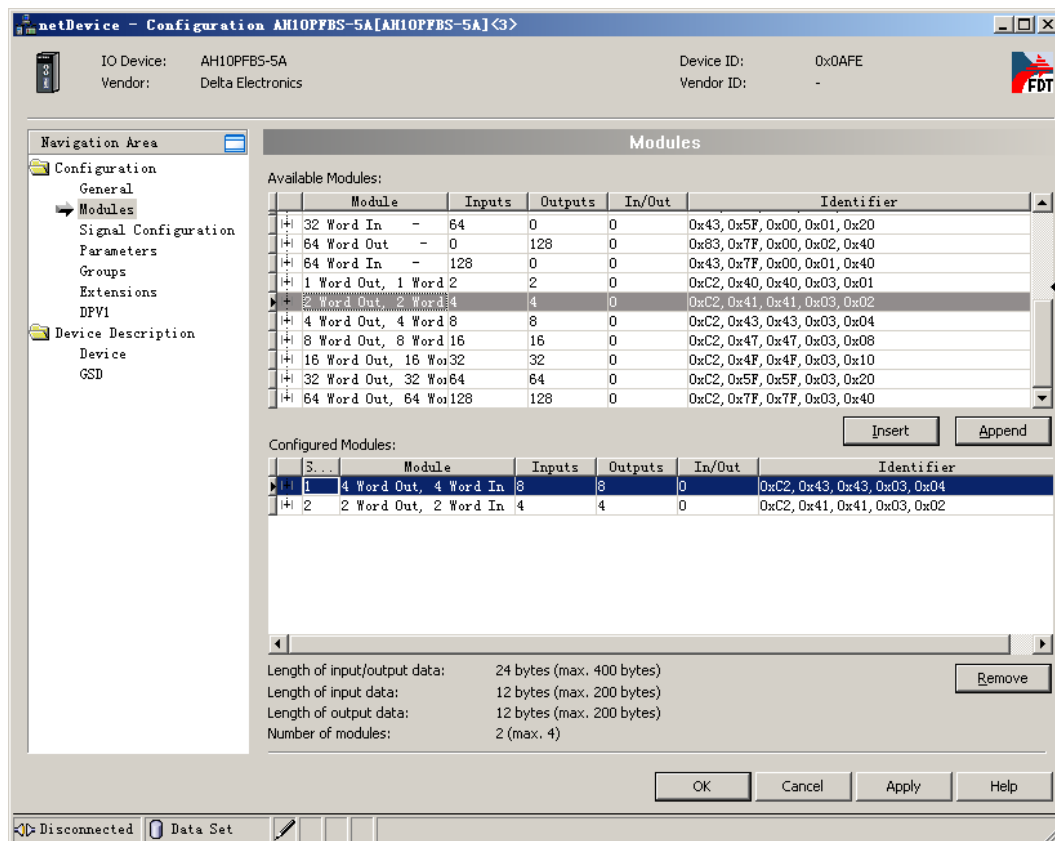 netDevice - Configuration AH10PFBS-5A[AH10PFBS-5A]<3>
IO Device: AH10PFBS-5A Device ID: 0x0AFE
Vendor: Delta Electronics Vendor ID: -
FDT
Navigation Area
Configuration
General
Modules
Signal Configuration
Parameters
Groups
Extensions
DPV1
Device Description
Device
GSD
Modules
Available Modules:
Module Inputs Outputs In/Out Identifier
32 Word In - 64 0 0 0x43, 0x5F, 0x00, 0x01, 0x20
64 Word Out - 0 128 0 0x83, 0x7F, 0x00, 0x02, 0x40
64 Word In - 128 0 0 0x43, 0x7F, 0x00, 0x01, 0x40
1 Word Out, 1 Word 2 2 0 0xC2, 0x40, 0x40, 0x03, 0x01
2 Word Out, 2 Word 4 4 0 0xC2, 0x41, 0x41, 0x03, 0x02
4 Word Out, 4 Word 8 8 0 0xC2, 0x43, 0x43, 0x03, 0x04
8 Word Out, 8 Word 16 16 0 0xC2, 0x47, 0x47, 0x03, 0x08
16 Word Out, 16 Wo 32 32 0 0xC2, 0x4F, 0x4F, 0x03, 0x10
32 Word Out, 32 Wo 64 64 0 0xC2, 0x5F, 0x5F, 0x03, 0x20
64 Word Out, 64 Wo 128 128 0 0xC2, 0x7F, 0x7F, 0x03, 0x40
Insert Append
Configured Modules:
S... Module Inputs Outputs In/Out Identifier
1 4 Word Out, 4 Word In 8 8 0 0xC2, 0x43, 0x43, 0x03, 0x04
2 2 Word Out, 2 Word In 4 4 0 0xC2, 0x41, 0x41, 0x03, 0x02
Length of input/output data: 24 bytes (max. 400 bytes)
Remove
Length of input data: 12 bytes (max. 200 bytes)
Length of output data: 12 bytes (max. 200 bytes)
Number of modules: 2 (max. 4)
OK Cancel Apply Help
Disconnected Data Set